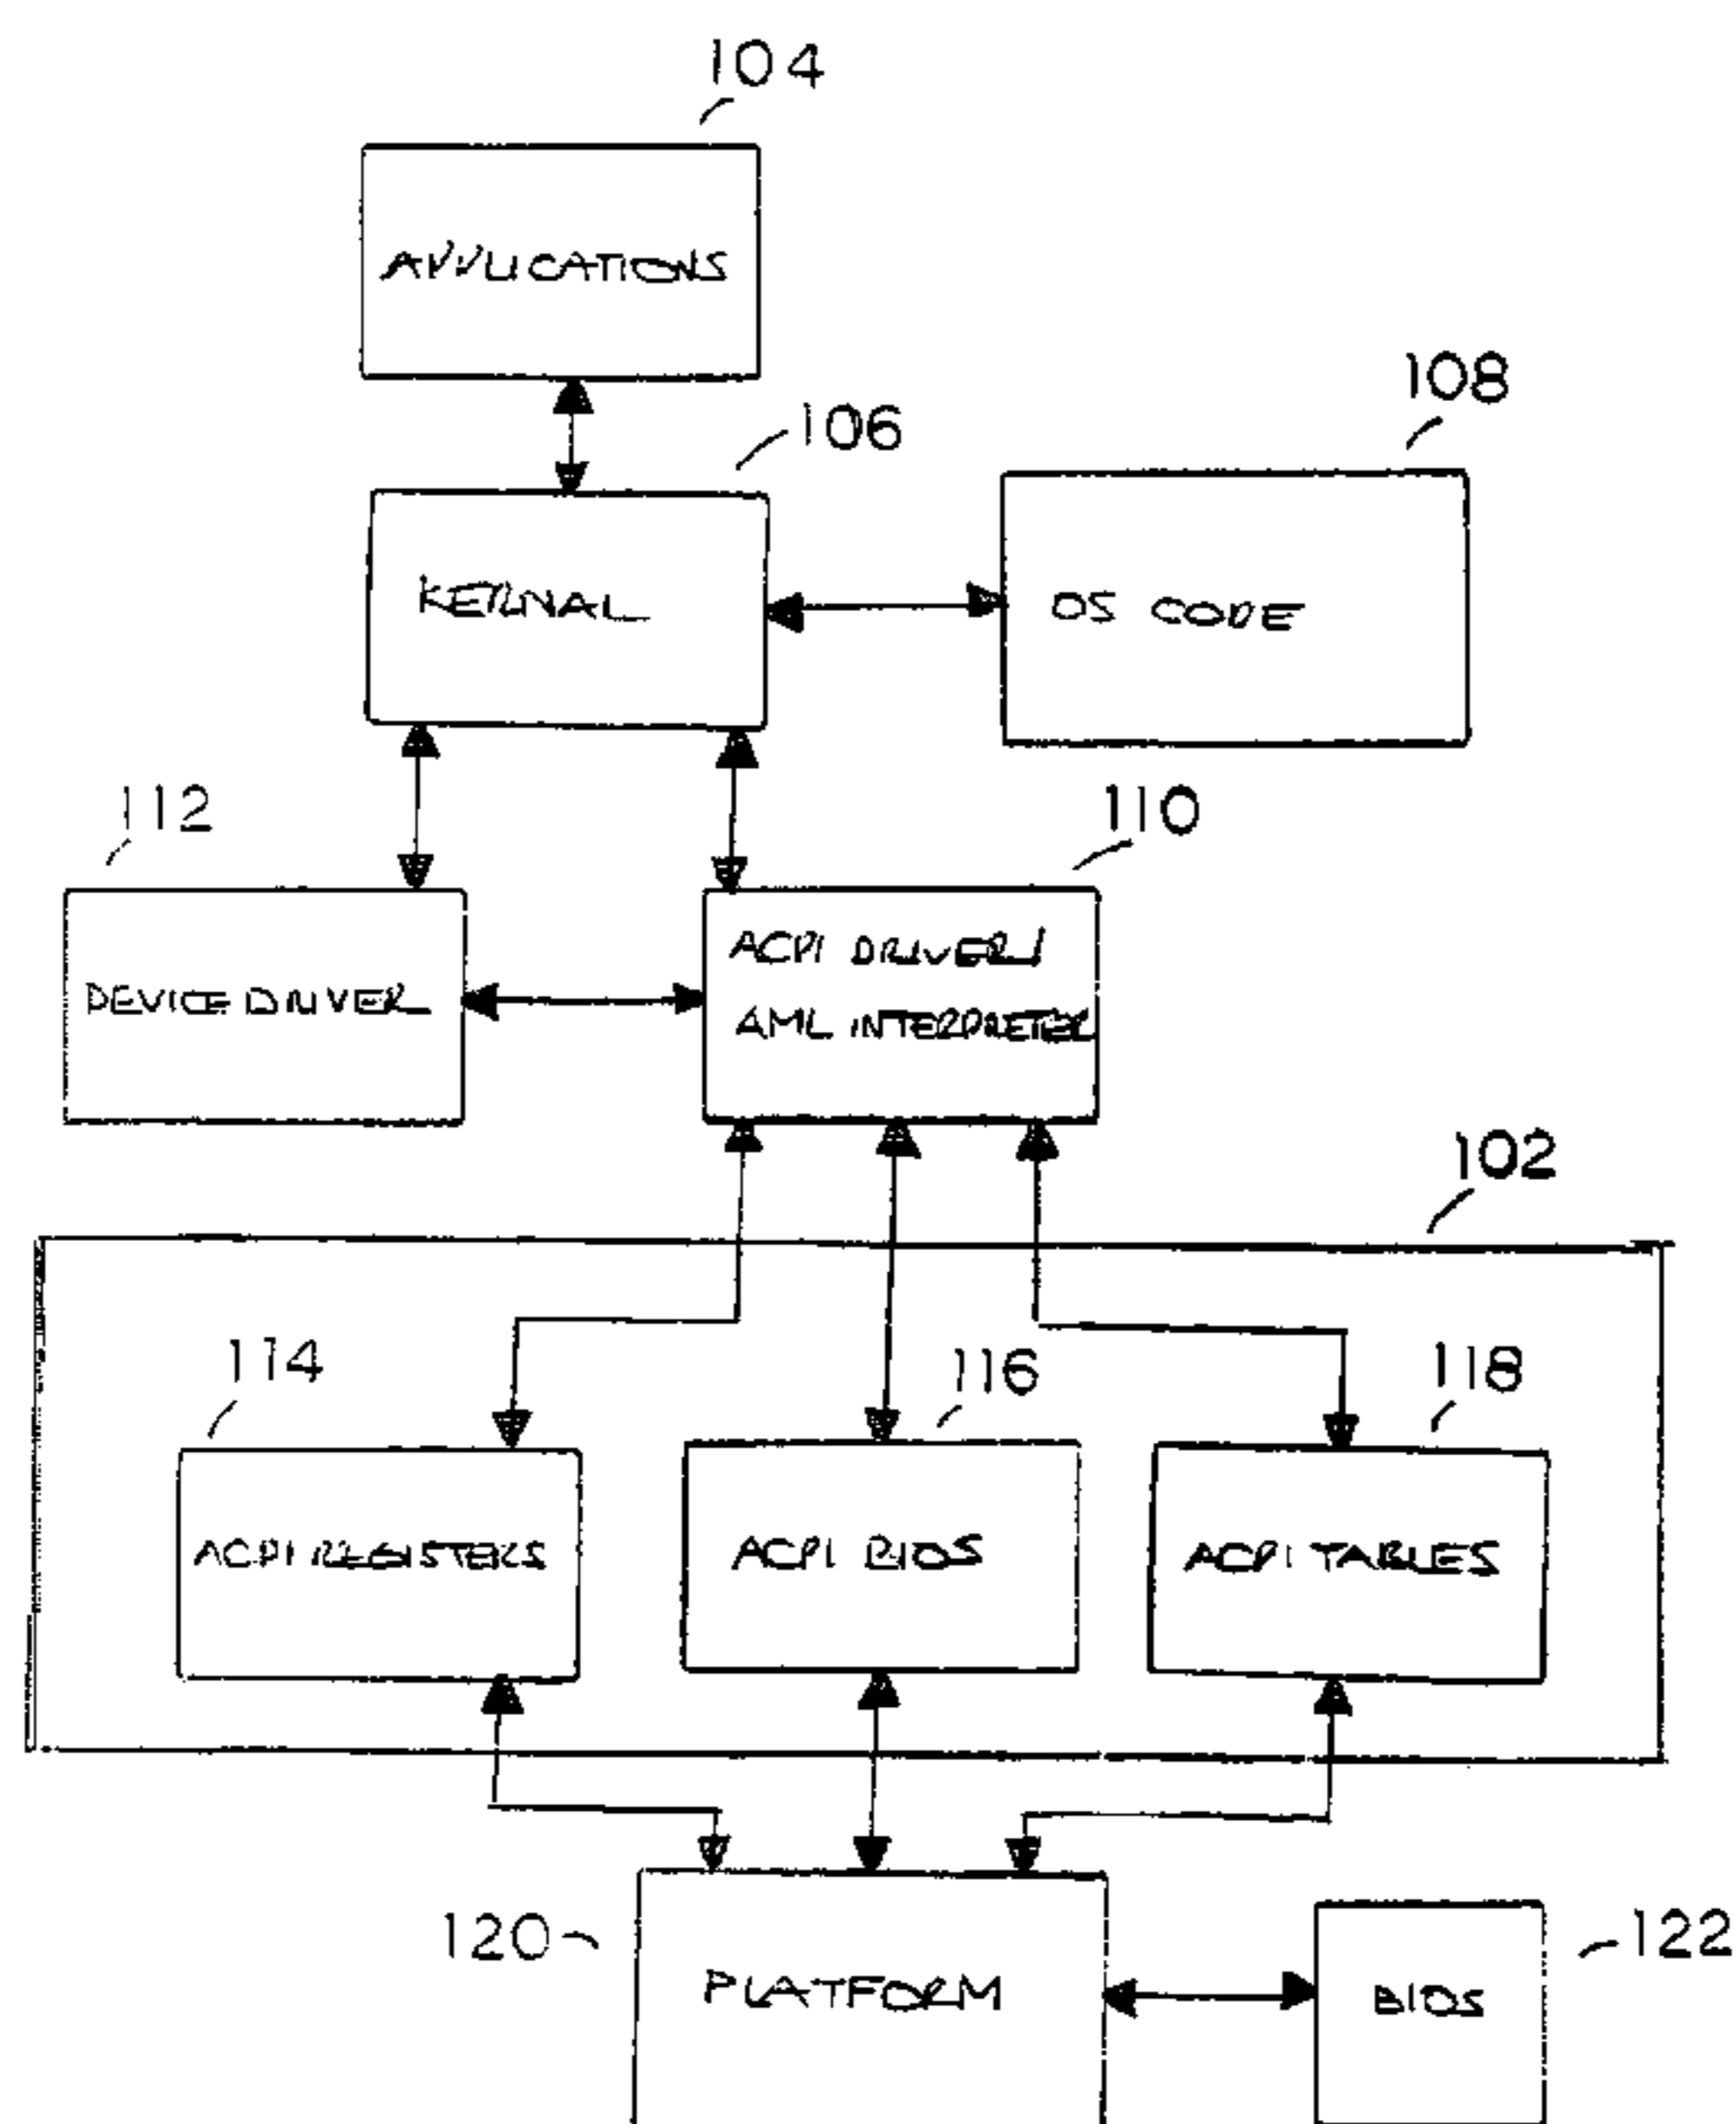 104
APPLICATIONS
106
108
KERNAL
OS CODE
112
110
DEVICE DRIVER
ACPI DRIVER/
AML INTERPRETER
102
114
116
118
ACPI REGISTERS
ACPI BIOS
ACPI TABLES
120
122
PLATFORM
BIOS